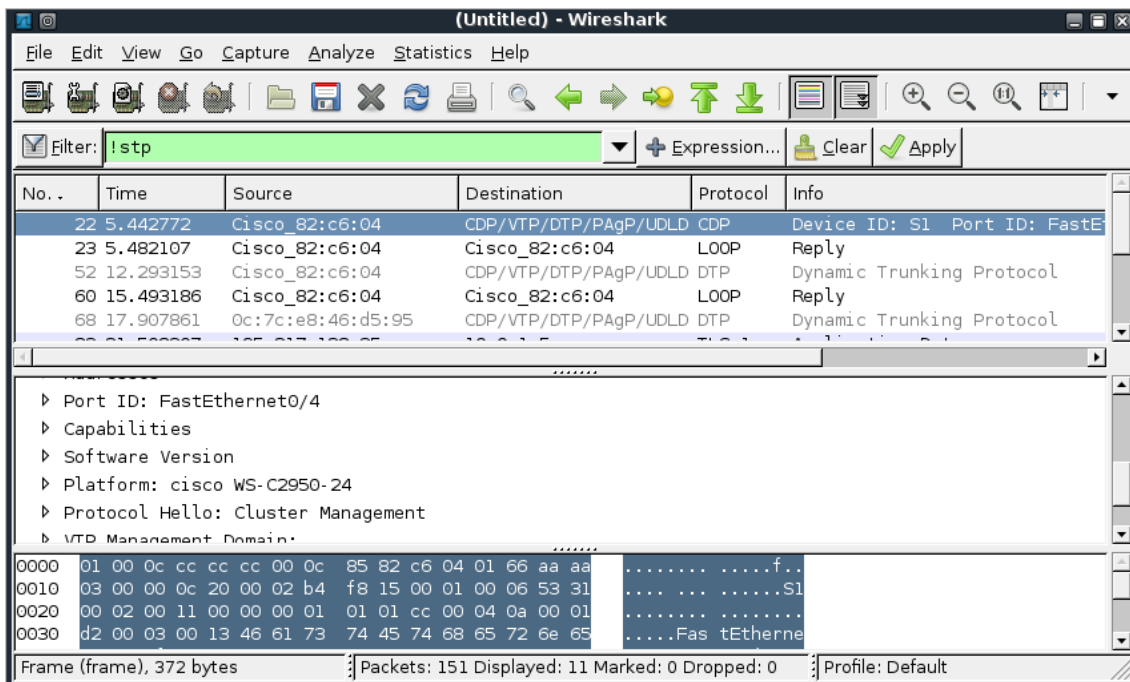 (Untitled) - Wireshark
File Edit View Go Capture Analyze Statistics Help
Filter: !stp Expression... Clear Apply
No. . Time Source Destination Protocol Info
22 5.442772 Cisco_82:c6:04 CDP/VTP/DTP/PAgP/UDLD CDP Device ID: S1 Port ID: FastEt
23 5.482107 Cisco_82:c6:04 Cisco_82:c6:04 LOOP Reply
52 12.293153 Cisco_82:c6:04 CDP/VTP/DTP/PAgP/UDLD DTP Dynamic Trunking Protocol
60 15.493186 Cisco_82:c6:04 Cisco_82:c6:04 LOOP Reply
68 17.907861 0c:7c:e8:46:d5:95 CDP/VTP/DTP/PAgP/UDLD DTP Dynamic Trunking Protocol
Port ID: FastEthernet0/4
Capabilities
Software Version
Platform: cisco WS-C2950-24
Protocol Hello: Cluster Management
VTP Management Domain:
0000 01 00 0c cc cc cc 00 0c 85 82 c6 04 01 66 aa aa ........ .....f..
0010 03 00 00 0c 20 00 02 b4 f8 15 00 01 00 06 53 31 .... ... ......S1
0020 00 02 00 11 00 00 00 01 01 01 cc 00 04 0a 00 01 ........ ........
0030 d2 00 03 00 13 46 61 73 74 45 74 68 65 72 6e 65 .....Fas tEtherne
Frame (frame), 372 bytes Packets: 151 Displayed: 11 Marked: 0 Dropped: 0 Profile: Default